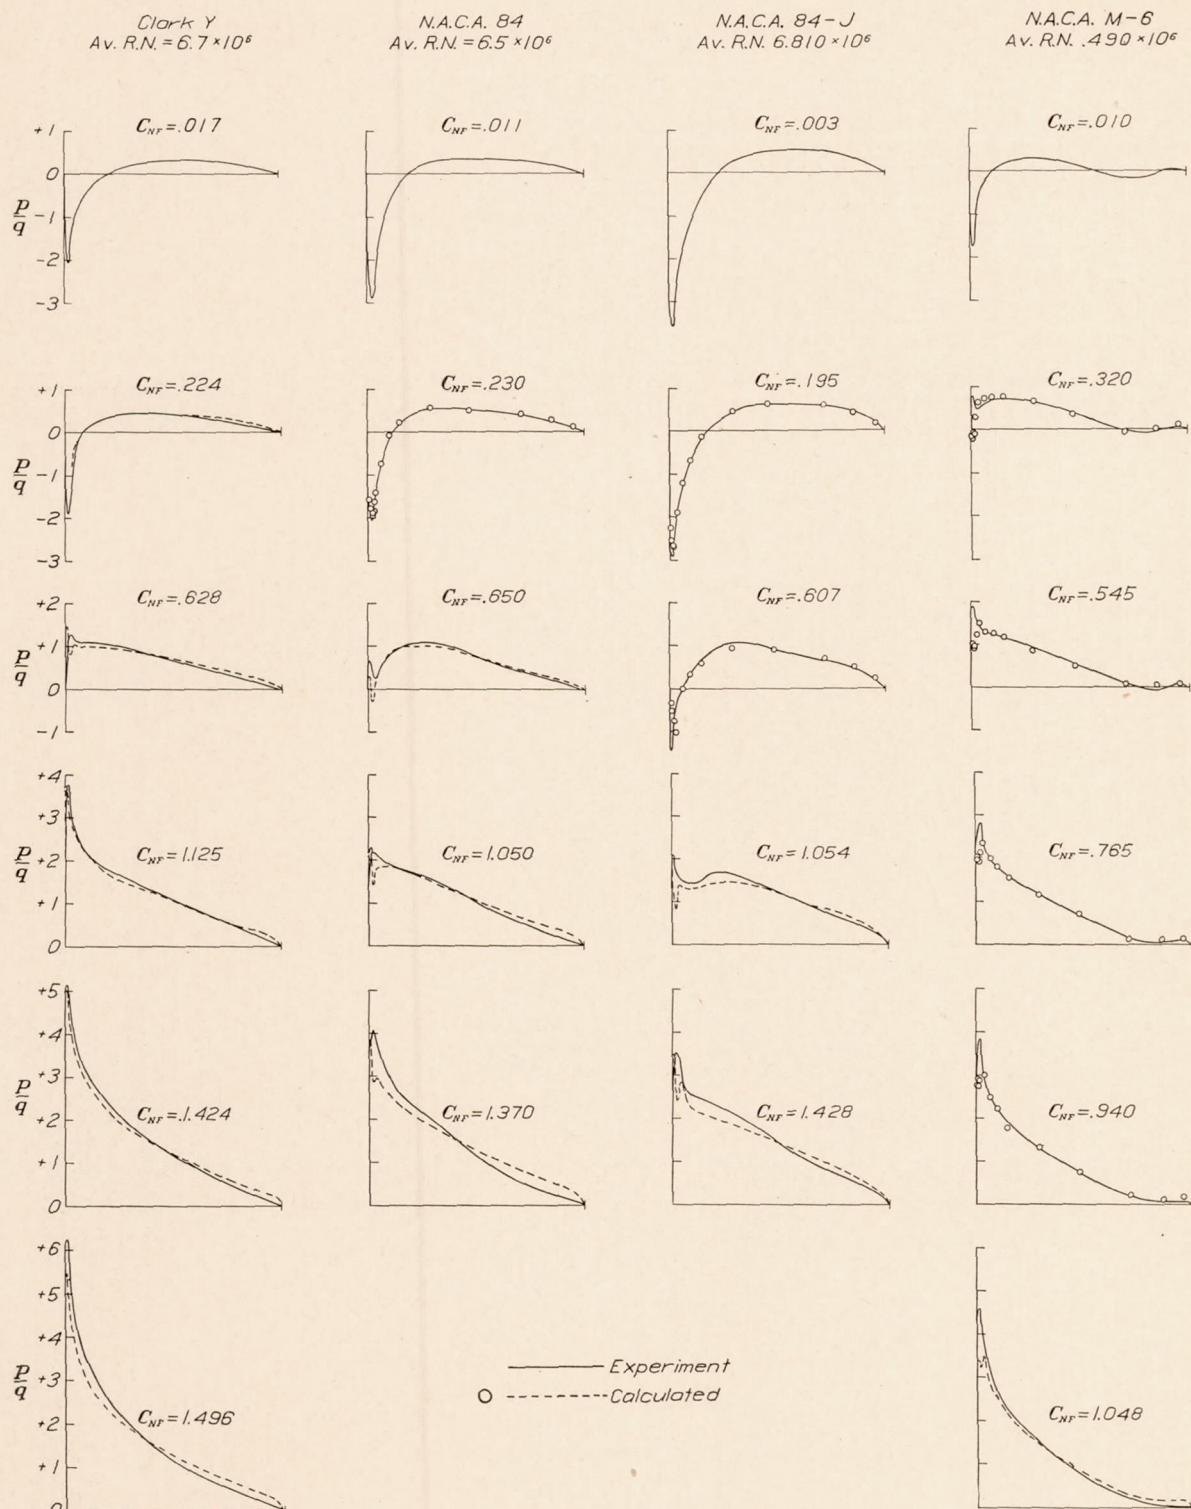 Clark Y
Av. R.N. = 6.7 × 10⁶
N.A.C.A. 84
Av. R.N. = 6.5 × 10⁶
N.A.C.A. 84-J
Av. R.N. 6.810 × 10⁶
N.A.C.A. M-6
Av. R.N. .490 × 10⁶
C_NF = .017
C_NF = .011
C_NF = .003
C_NF = .010
+1
0
-1
-2
-3
p/q
C_NF = .224
C_NF = .230
C_NF = .195
C_NF = .320
+1
0
-1
-2
-3
p/q
C_NF = .628
C_NF = .650
C_NF = .607
C_NF = .545
+2
+1
0
-1
p/q
C_NF = 1.125
C_NF = 1.050
C_NF = 1.054
C_NF = .765
+4
+3
+2
+1
0
p/q
C_NF = .1.424
C_NF = 1.370
C_NF = 1.428
C_NF = .940
+5
+4
+3
+2
+1
0
p/q
C_NF = 1.496
C_NF = 1.048
+6
+5
+4
+3
+2
+1
0
p/q
Experiment
Calculated